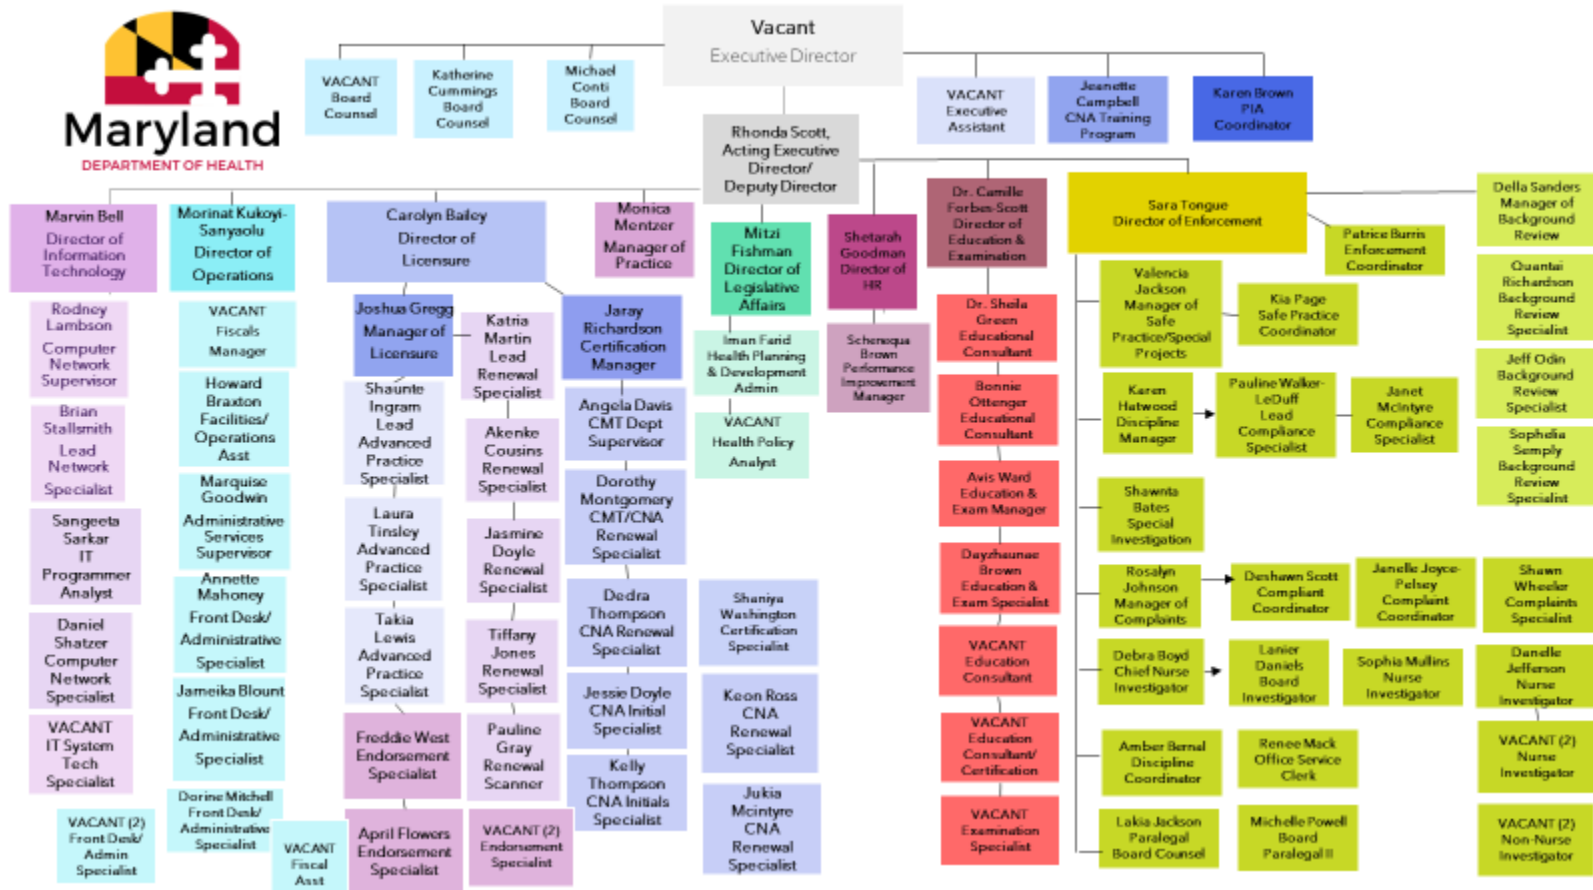 Maryland
DEPARTMENT OF HEALTH
Vacant
Executive Director
VACANT
Board
Counsel
Katherine
Cummings
Board
Counsel
Michael
Conti
Board
Counsel
VACANT
Executive
Assistant
Jeanette
Campbell
CNA Training
Program
Karen Brown
PIA
Coordinator
Rhonda Scott,
Acting Executive
Director/
Deputy Director
Marvin Bell
Director of
Information
Technology
Rodney
Lambson
Computer
Network
Supervisor
Brian
Stallsmith
Lead
Network
Specialist
Sangeeta
Sarkar
IT
Programmer
Analyst
Daniel
Shatzer
Computer
Network
Specialist
VACANT
IT System
Tech
Specialist
Morinat Kukoyi-
Sanyaolu
Director of
Operations
VACANT
Fiscals
Manager
Howard
Braxton
Facilities/
Operations
Asst
Marquise
Goodwin
Administrative
Services
Supervisor
Annette
Mahoney
Front Desk/
Administrative
Specialist
Jameika Blount
Front Desk/
Administrative
Specialist
Dorine Mitchell
Front Desk/
Administrative
Specialist
VACANT (2)
Front Desk/
Admin
Specialist
VACANT
Fiscal
Asst
Carolyn Bailey
Director of
Licensure
Joshua Gregg
Manager of
Licensure
Shaunte
Ingram
Lead
Advanced
Practice
Specialist
Laura
Tinsley
Advanced
Practice
Specialist
Takia
Lewis
Advanced
Practice
Specialist
Freddie West
Endorsement
Specialist
April Flowers
Endorsement
Specialist
Katria
Martin
Lead
Renewal
Specialist
Akenke
Cousins
Renewal
Specialist
Jasmine
Doyle
Renewal
Specialist
Tiffany
Jones
Renewal
Specialist
Pauline
Gray
Renewal
Scanner
VACANT (2)
Endorsement
Specialist
Jaray
Richardson
Certification
Manager
Angela Davis
CMT Dept
Supervisor
Dorothy
Montgomery
CMT/CNA
Renewal
Specialist
Dedra
Thompson
CNA Renewal
Specialist
Jessie Doyle
CNA Initial
Specialist
Kelly
Thompson
CNA Initials
Specialist
Shaniya
Washington
Certification
Specialist
Keon Ross
CNA
Renewal
Specialist
Jukia
Mcintyre
CNA
Renewal
Specialist
Monica
Mentzer
Manager of
Practice
Mitzi
Fishman
Director of
Legislative
Affairs
Iman Farid
Health Planning
& Development
Admin
VACANT
Health Policy
Analyst
Shetarah
Goodman
Director of
HR
Schenequa
Brown
Performance
Improvement
Manager
Dr. Camille
Forbes-Scott
Director of
Education &
Examination
Dr. Sheila
Green
Educational
Consultant
Bonnie
Ottenger
Educational
Consultant
Avis Ward
Education &
Exam Manager
Dayzhaunae
Brown
Education &
Exam Specialist
VACANT
Education
Consultant
VACANT
Education
Consultant/
Certification
VACANT
Examination
Specialist
Sara Tongue
Director of Enforcement
Patrice Burris
Enforcement
Coordinator
Valencia
Jackson
Manager of
Safe
Practice/Special
Projects
Kia Page
Safe Practice
Coordinator
Karen
Hatwood
Discipline
Manager
Pauline Walker-
LeDuff
Lead
Compliance
Specialist
Janet
McIntyre
Compliance
Specialist
Shawnta
Bates
Special
Investigation
Rosalyn
Johnson
Manager of
Complaints
Deshawn Scott
Compliant
Coordinator
Janelle Joyce-
Pelsey
Complaint
Coordinator
Shawn
Wheeler
Complaints
Specialist
Debra Boyd
Chief Nurse
Investigator
Lanier
Daniels
Board
Investigator
Sophia Mullins
Nurse
Investigator
Danelle
Jefferson
Nurse
Investigator
Amber Bernal
Discipline
Coordinator
Renee Mack
Office Service
Clerk
VACANT (2)
Nurse
Investigator
Lakia Jackson
Paralegal
Board Counsel
Michelle Powell
Board
Paralegal II
VACANT (2)
Non-Nurse
Investigator
Della Sanders
Manager of
Background
Review
Quantai
Richardson
Background
Review
Specialist
Jeff Odin
Background
Review
Specialist
Sophelia
Semply
Background
Review
Specialist